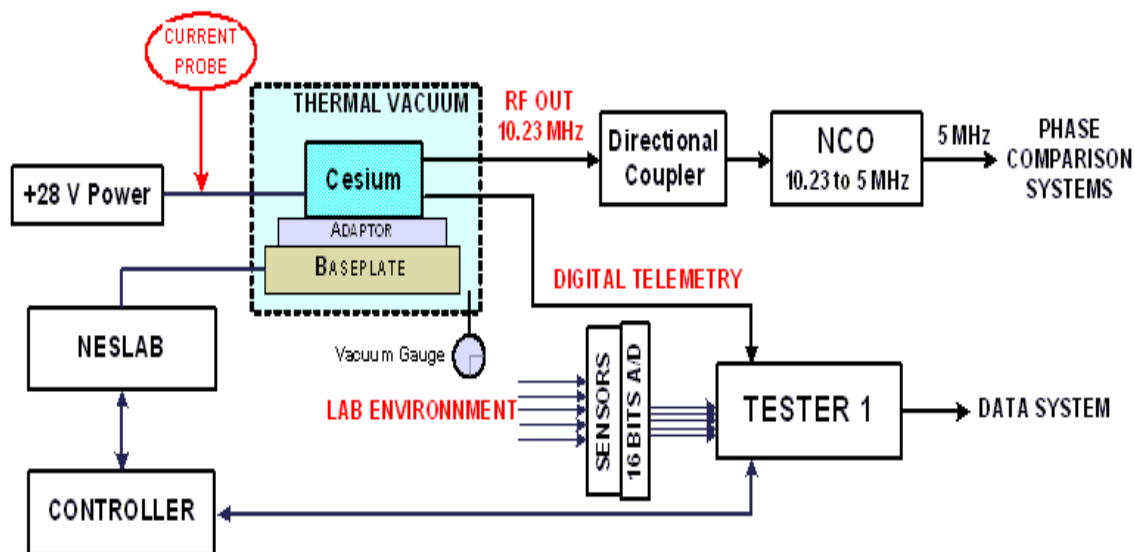 CURRENT
PROBE
THERMAL VACUUM
RF OUT
10.23 MHz
Directional
Coupler
NCO
10.23 to 5 MHz
5 MHz
PHASE
COMPARISON
SYSTEMS
+28 V Power
Cesium
ADAPTOR
BASEPLATE
DIGITAL TELEMETRY
NESLAB
Vacuum Gauge
LAB ENVIRONNMENT
SENSORS
16 BITS A/D
TESTER 1
DATA SYSTEM
CONTROLLER